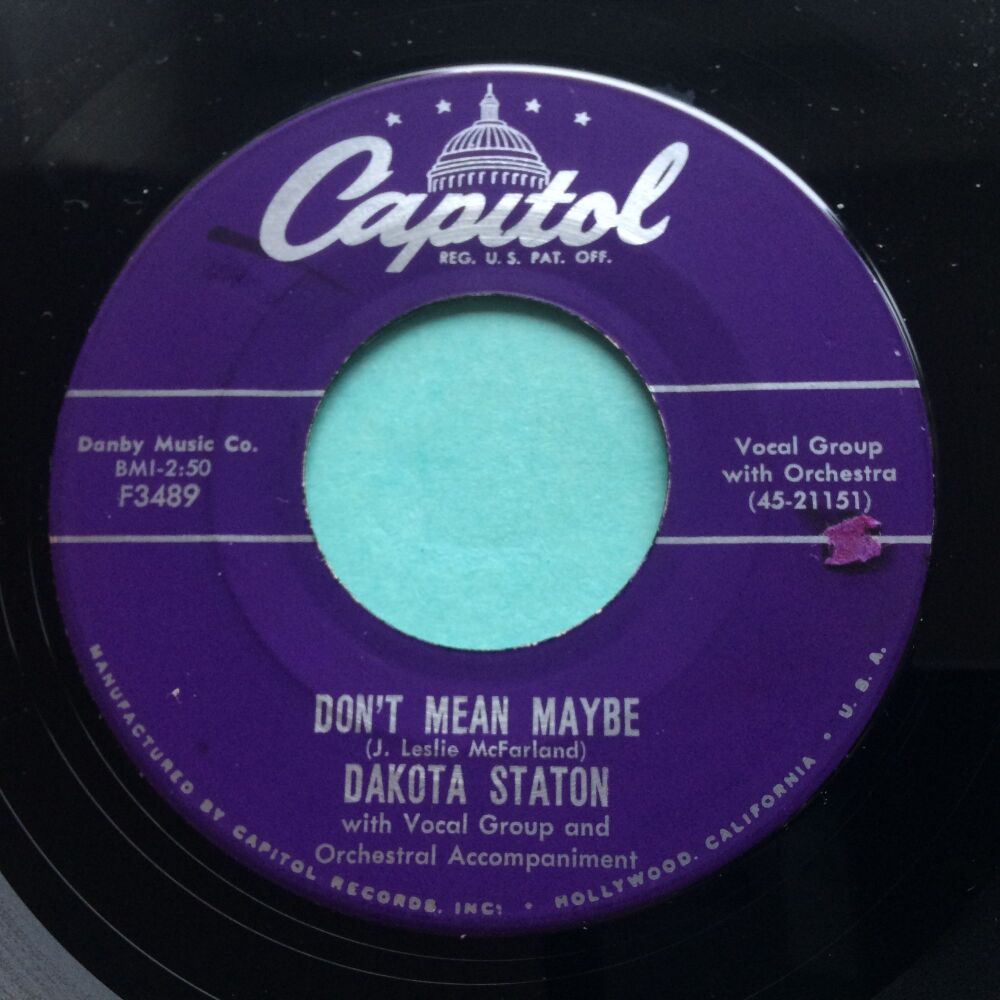 Capitol
REG. U. S. PAT. OFF.
Danby Music Co.
BMI-2:50
F3489
Vocal Group
with Orchestra
(45-21151)
DON'T MEAN MAYBE
(J. Leslie McFarland)
DAKOTA STATON
with Vocal Group and
Orchestral Accompaniment
MANUFACTURED BY CAPITOL RECORDS, INC. • HOLLYWOOD, CALIFORNIA • U. S. A.